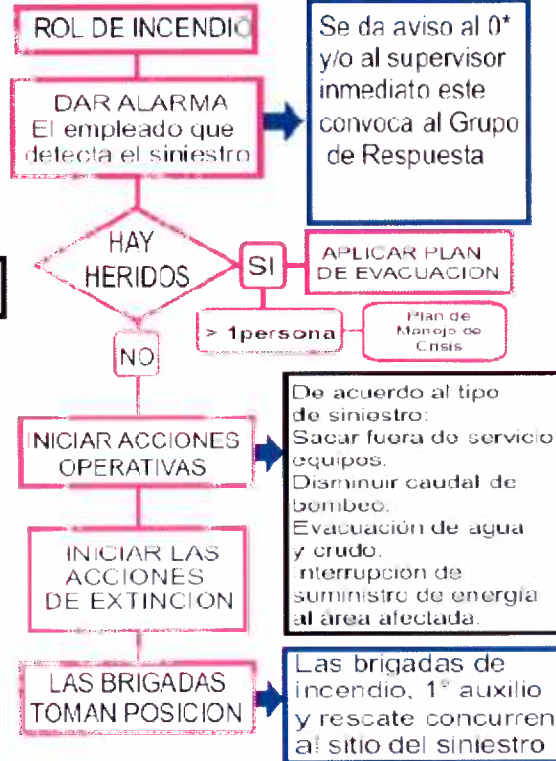 ROL DE INCENDIO
DAR ALARMA
El empleado que
detecta el siniestro
Se da aviso al 0*
y/o al supervisor
inmediato este
convoca al Grupo
de Respuesta
HAY
HERIDOS
SI
APLICAR PLAN
DE EVACUACION
> 1persona
Plan de
Manejo de
Crisis
NO
INICIAR ACCIONES
OPERATIVAS
De acuerdo al tipo
de siniestro:
Sacar fuera de servicio
equipos.
Disminuir caudal de
bombeo.
Evacuación de agua
y crudo.
Interrupción de
suministro de energía
al área afectada.
INICIAR LAS
ACCIONES
DE EXTINCION
LAS BRIGADAS
TOMAN POSICION
Las brigadas de
incendio, 1° auxilio
y rescate concurren
al sitio del siniestro